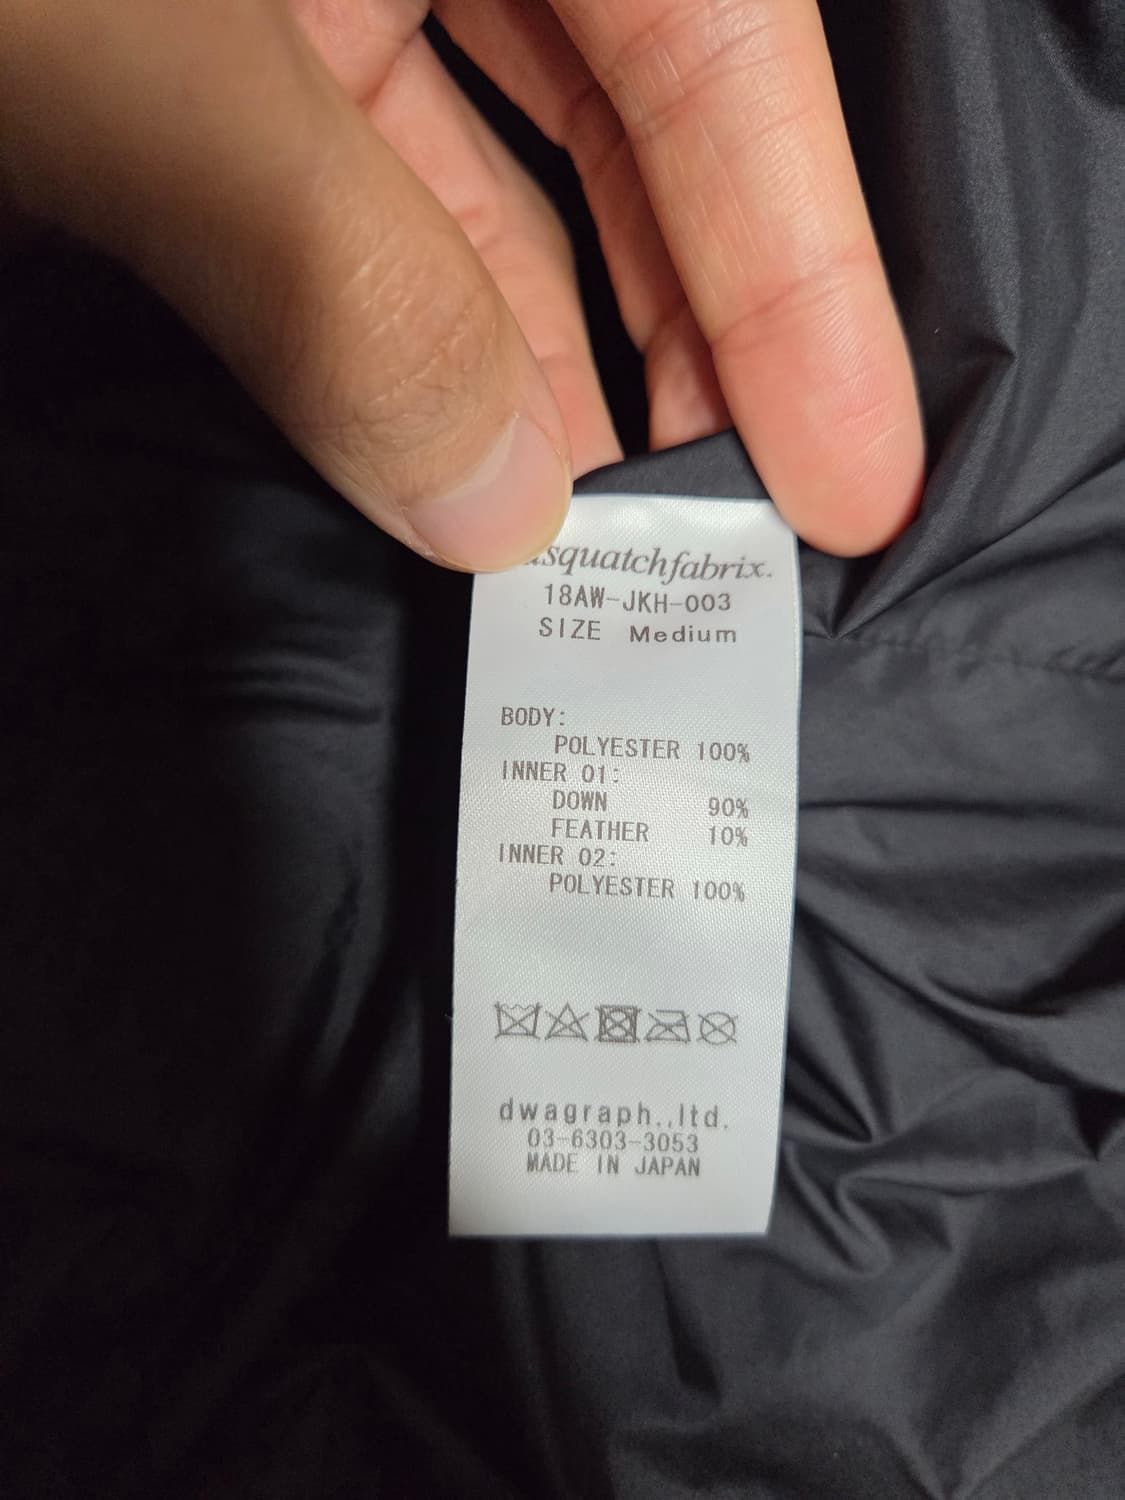 squatchfabrix.
18AW-JKH-003
SIZE Medium
BODY:
POLYESTER 100%
INNER 01:
DOWN 90%
FEATHER 10%
INNER 02:
POLYESTER 100%
dwagraph.,ltd.
03-6303-3053
MADE IN JAPAN